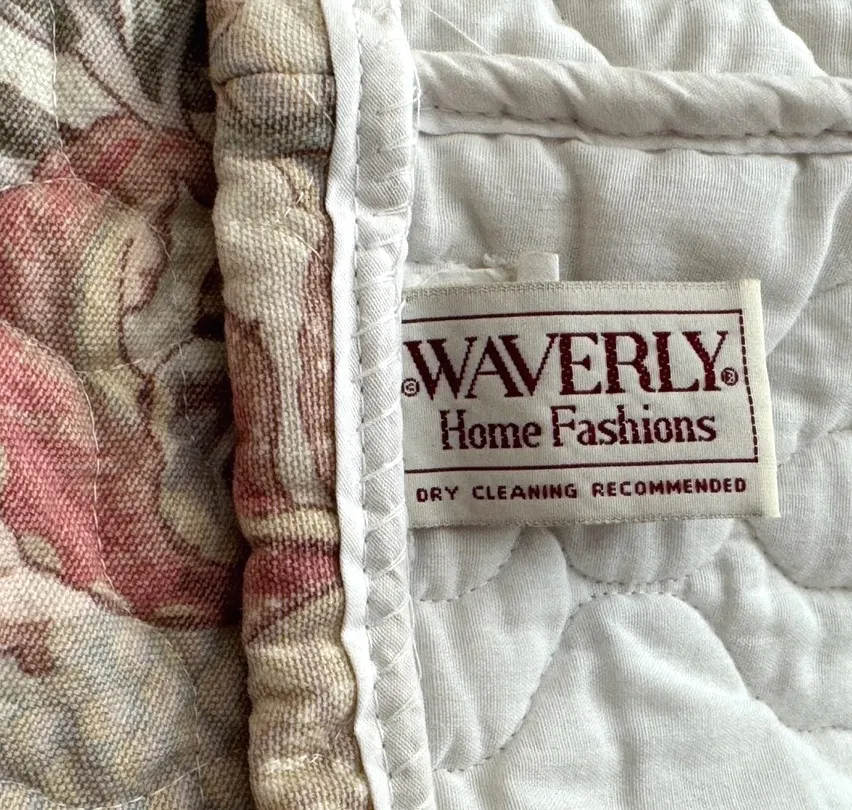 ©WAVERLY®
Home Fashions
DRY CLEANING RECOMMENDED